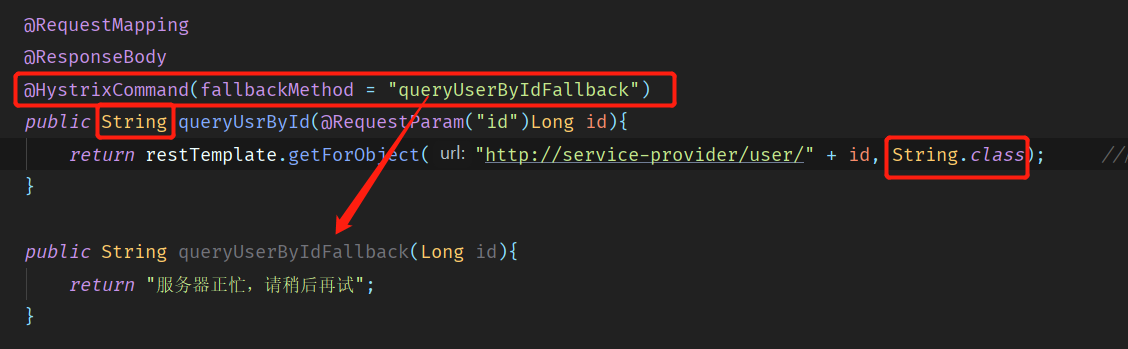 @RequestMapping
@ResponseBody
@HystrixCommand(fallbackMethod = "queryUserByIdFallback")
public String queryUsrById(@RequestParam("id")Long id){
return restTemplate.getForObject( url: "http://service-provider/user/" + id, String.class); //
}
public String queryUserByIdFallback(Long id){
return "服务器正忙，请稍后再试";
}